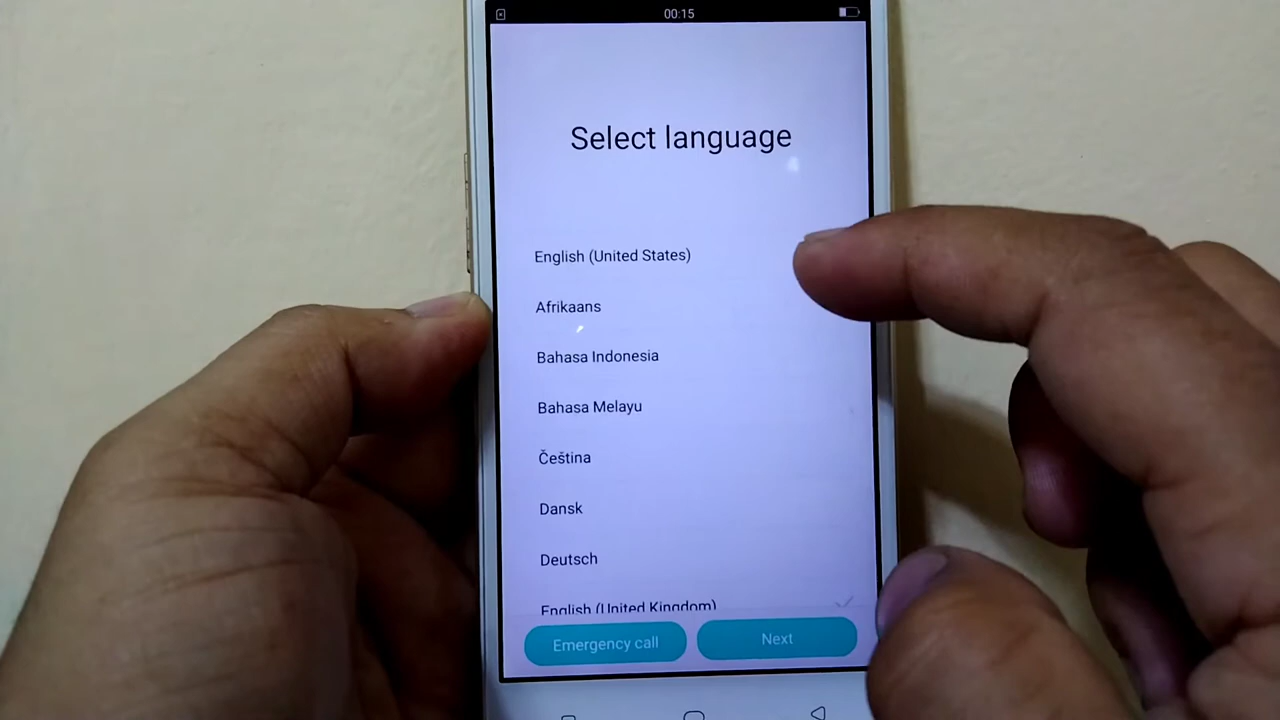 00:15
Select language
English (United States)
Afrikaans
Bahasa Indonesia
Bahasa Melayu
Čeština
Dansk
Deutsch
English (United Kingdom)
Emergency call
Next